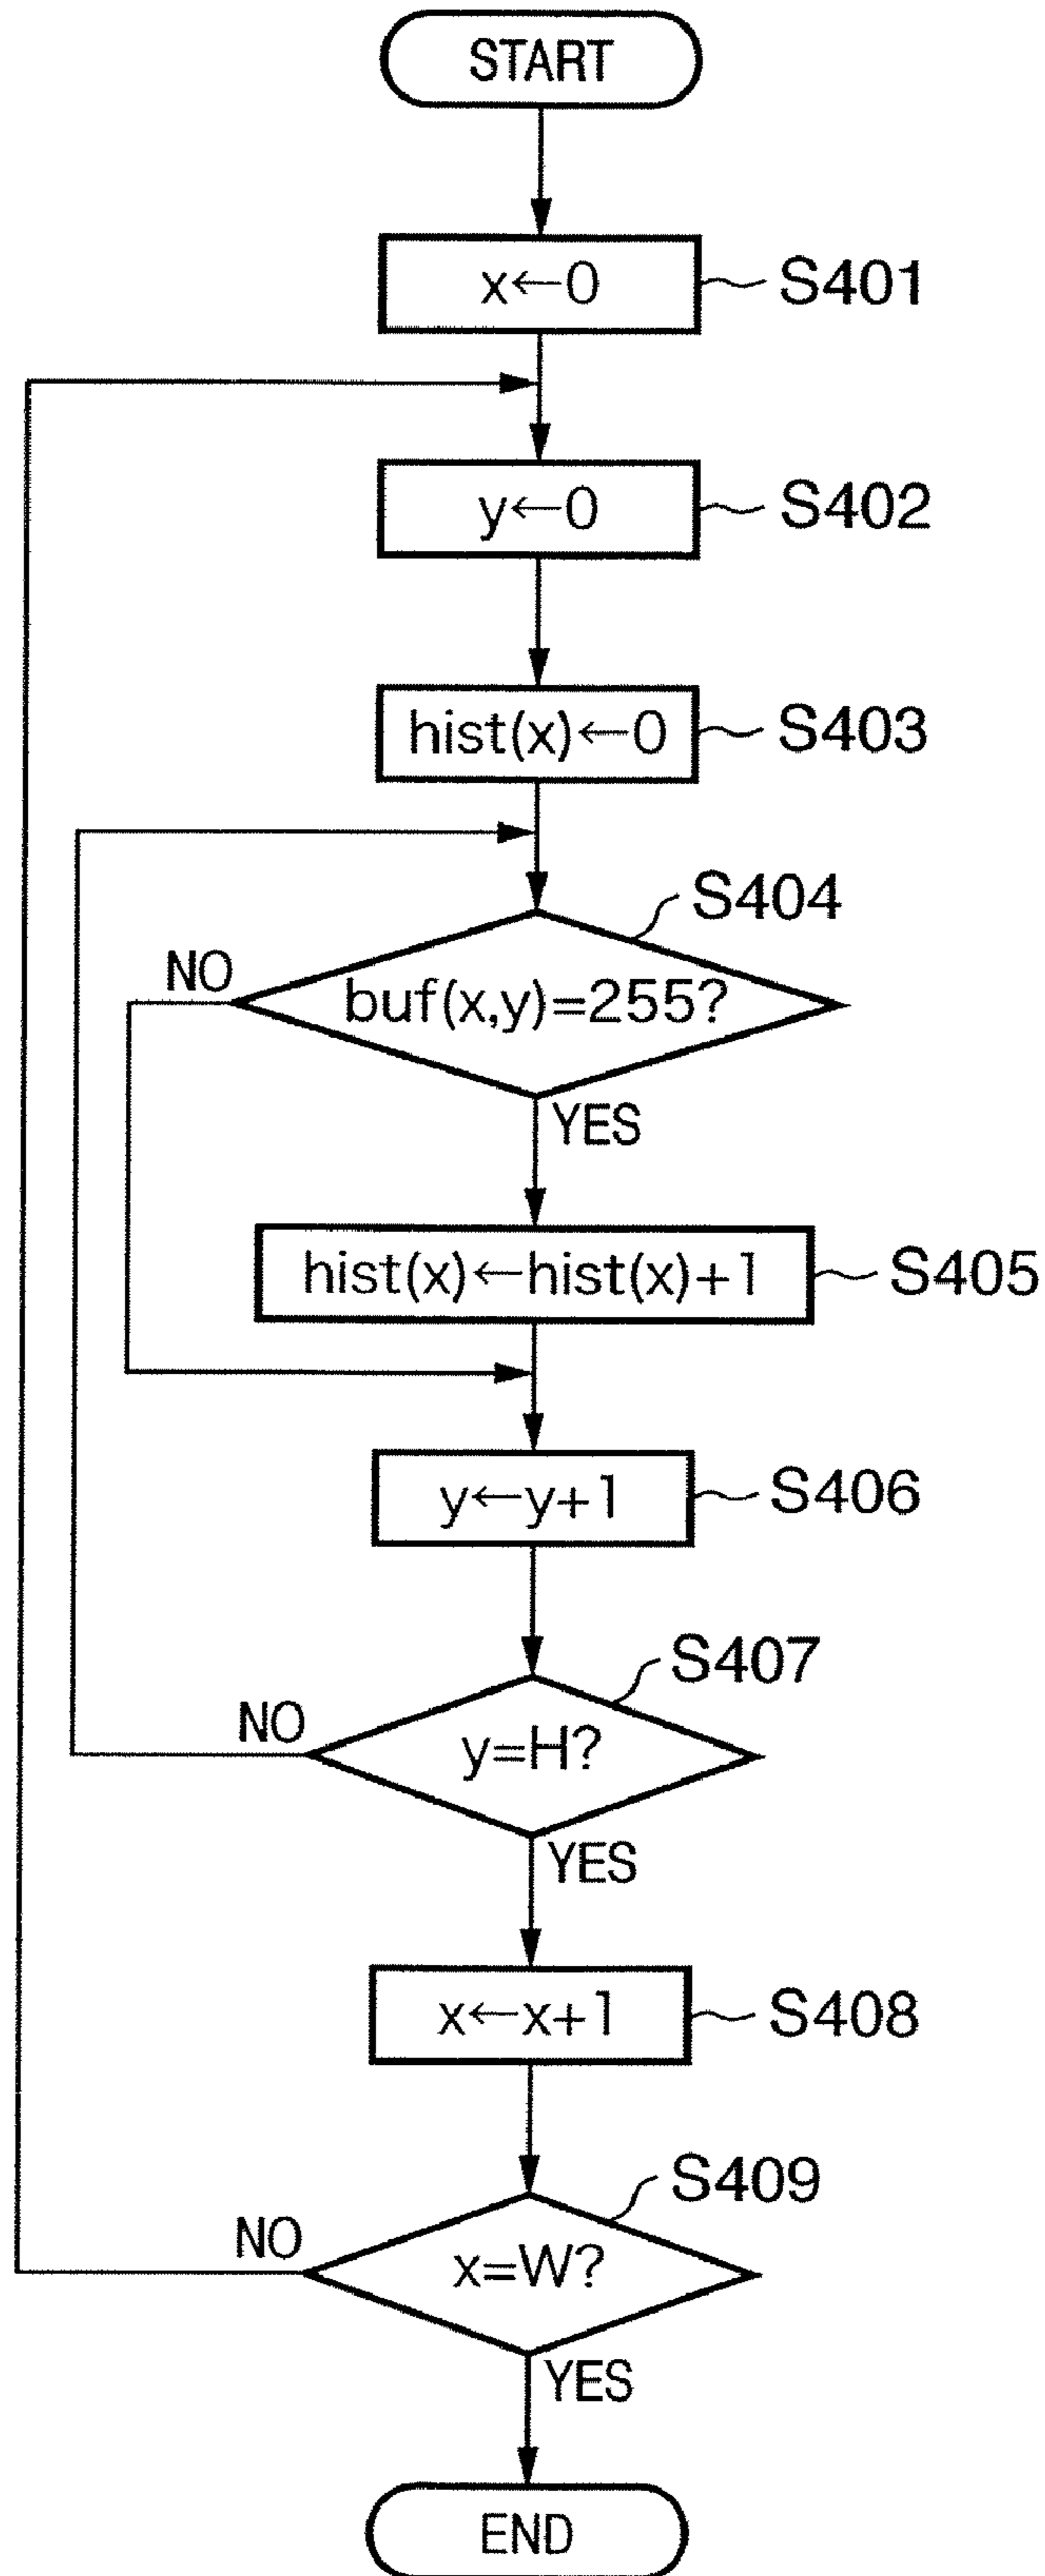 START
x←0
S401
y←0
S402
hist(x)←0
S403
S404
NO
buf(x,y)=255?
YES
hist(x)←hist(x)+1
S405
y←y+1
S406
S407
NO
y=H?
YES
x←x+1
S408
S409
NO
x=W?
YES
END